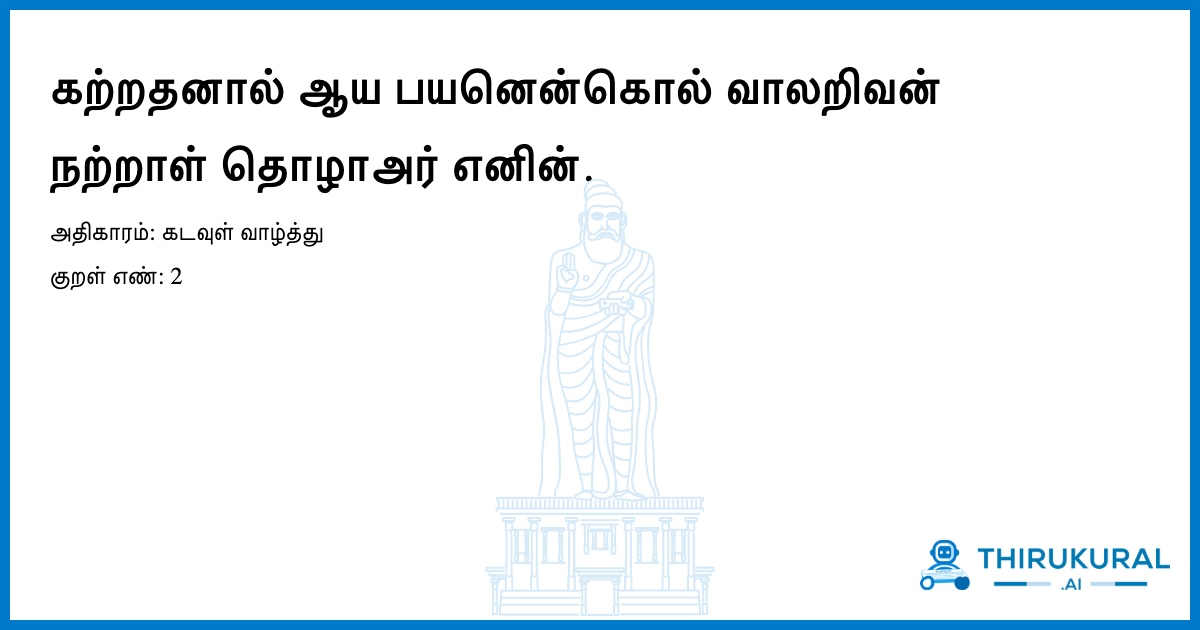 கற்றதனால் ஆய பயனென்கொல் வாலறிவன்
நற்றாள் தொழாஅர் எனின்.
அதிகாரம்: கடவுள் வாழ்த்து
குறள் எண்: 2
THIRUKURAL
.AI